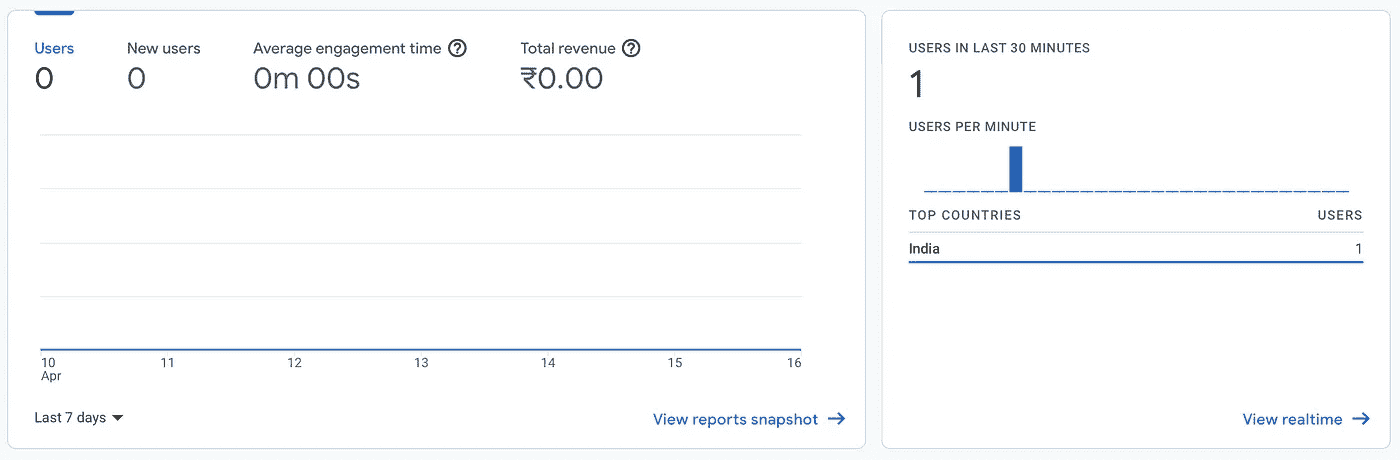 Users New users Average engagement time ? Total revenue ?
0 0 0m 00s ₹0.00
10 11 12 13 14 15 16
Apr
Last 7 days
View reports snapshot →
USERS IN LAST 30 MINUTES
1
USERS PER MINUTE
TOP COUNTRIES USERS
India 1
View realtime →